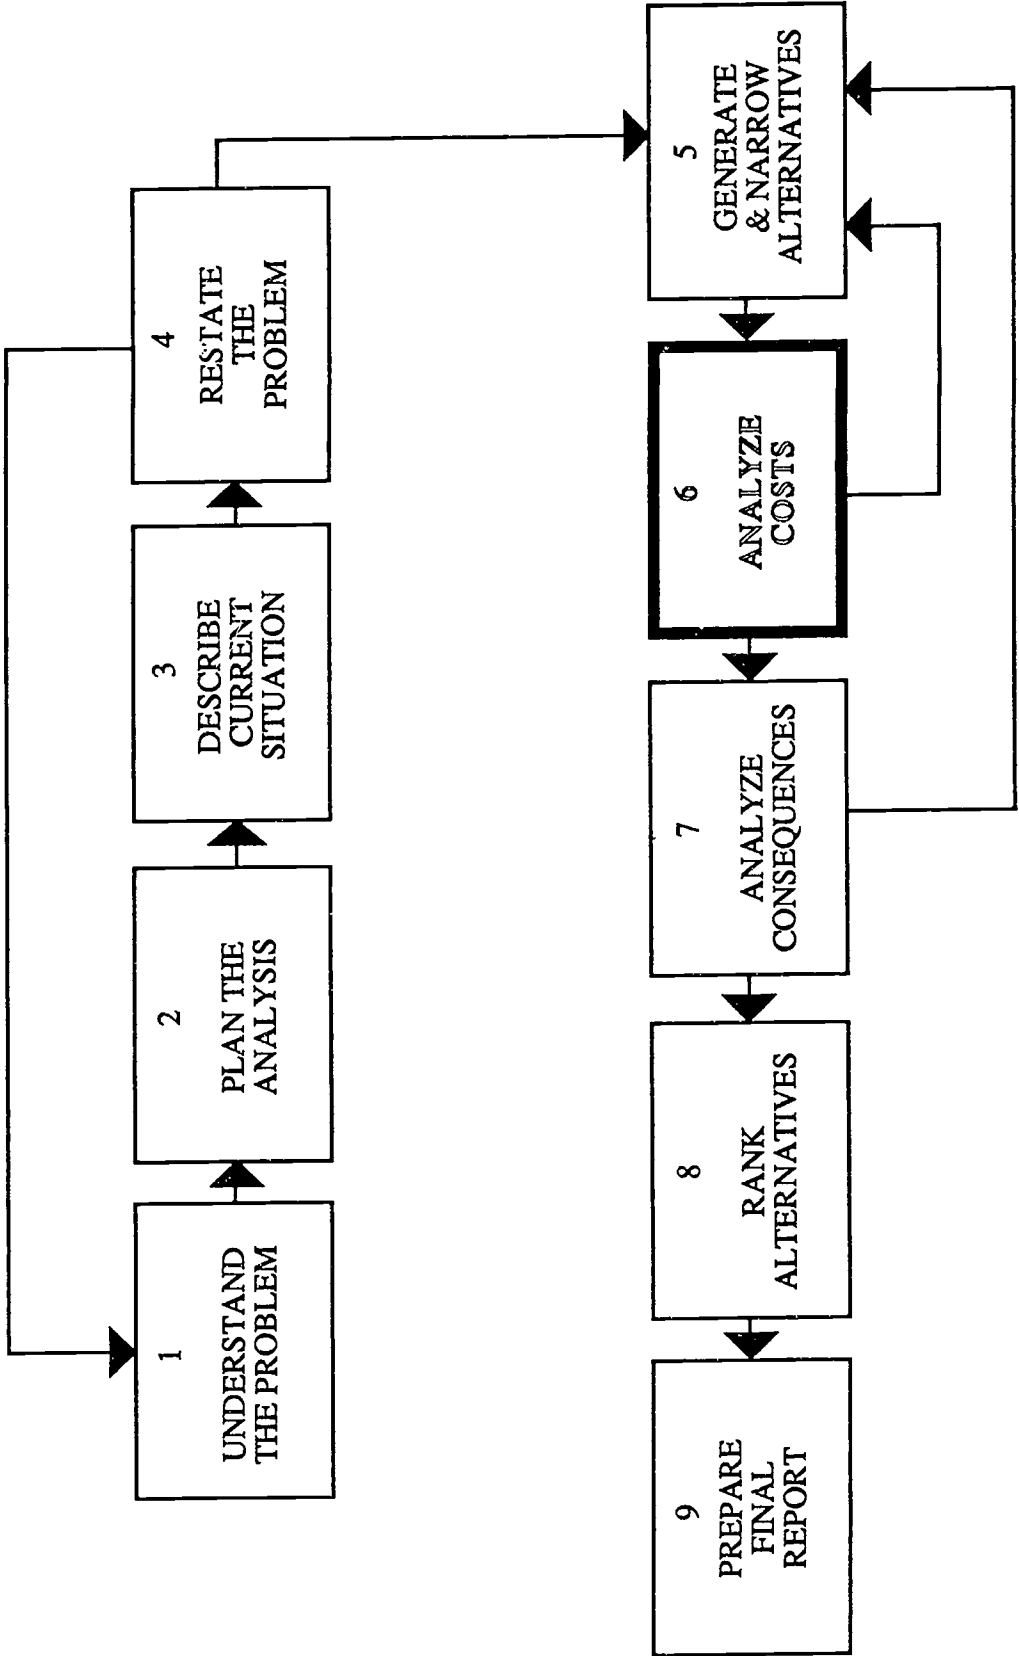 1
UNDERSTAND
THE PROBLEM
2
PLAN THE
ANALYSIS
3
DESCRIBE
CURRENT
SITUATION
4
RESTATE
THE
PROBLEM
5
GENERATE
& NARROW
ALTERNATIVES
6
ANALYZE
COSTS
7
ANALYZE
CONSEQUENCES
8
RANK
ALTERNATIVES
9
PREPARE
FINAL
REPORT